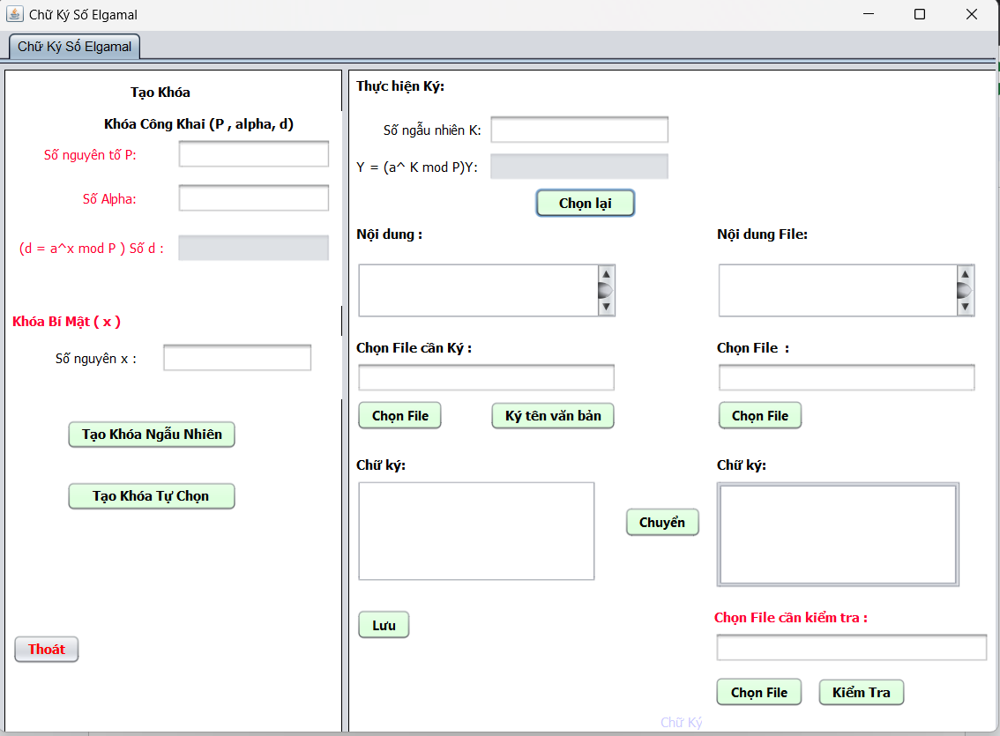 Chữ Ký Số Elgamal
Chữ Ký Số Elgamal
Tạo Khóa
Khóa Công Khai (P , alpha, d)
Số nguyên tố P:
Số Alpha:
(d = a^x mod P ) Số d :
Khóa Bí Mật ( x )
Số nguyên x :
Tạo Khóa Ngẫu Nhiên
Tạo Khóa Tự Chọn
Thoát
Thực hiện Ký:
Số ngẫu nhiên K:
Y = (a^ K mod P)Y:
Chọn lại
Nội dung :
Nội dung File:
Chọn File cần Ký :
Chọn File :
Chọn File
Ký tên văn bản
Chọn File
Chữ ký:
Chữ ký:
Chuyển
Lưu
Chọn File cần kiểm tra :
Chọn File
Kiểm Tra
Chữ Ký